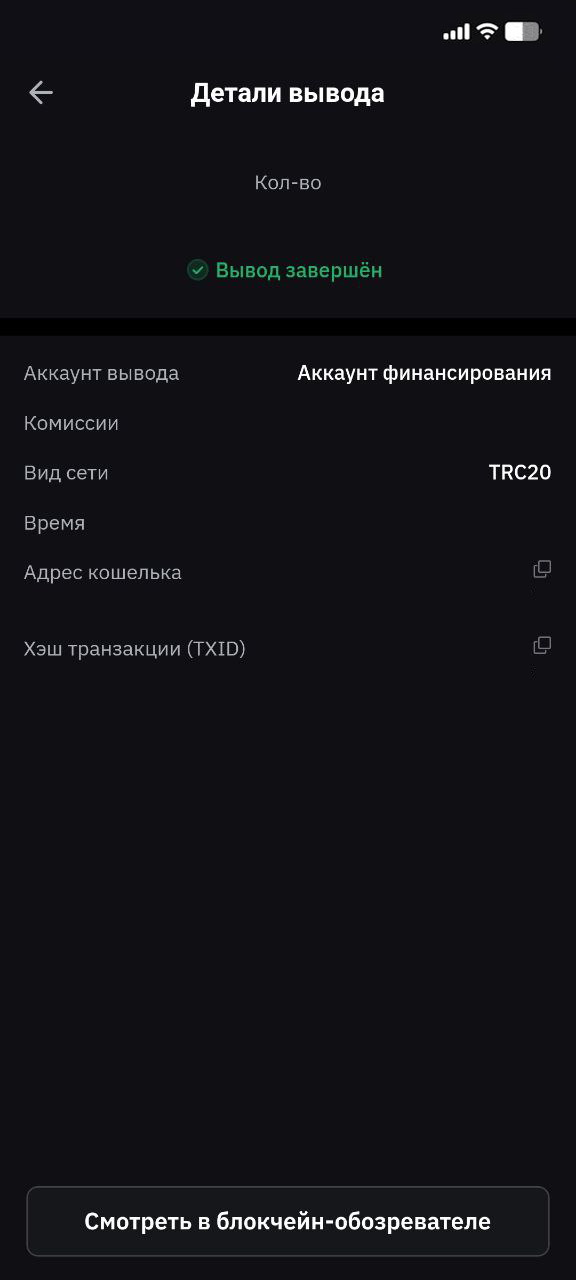 Детали вывода
Кол-во
Вывод завершён
Аккаунт вывода Аккаунт финансирования
Комиссии
Вид сети TRC20
Время
Адрес кошелька
Хэш транзакции (TXID)
Смотреть в блокчейн-обозревателе